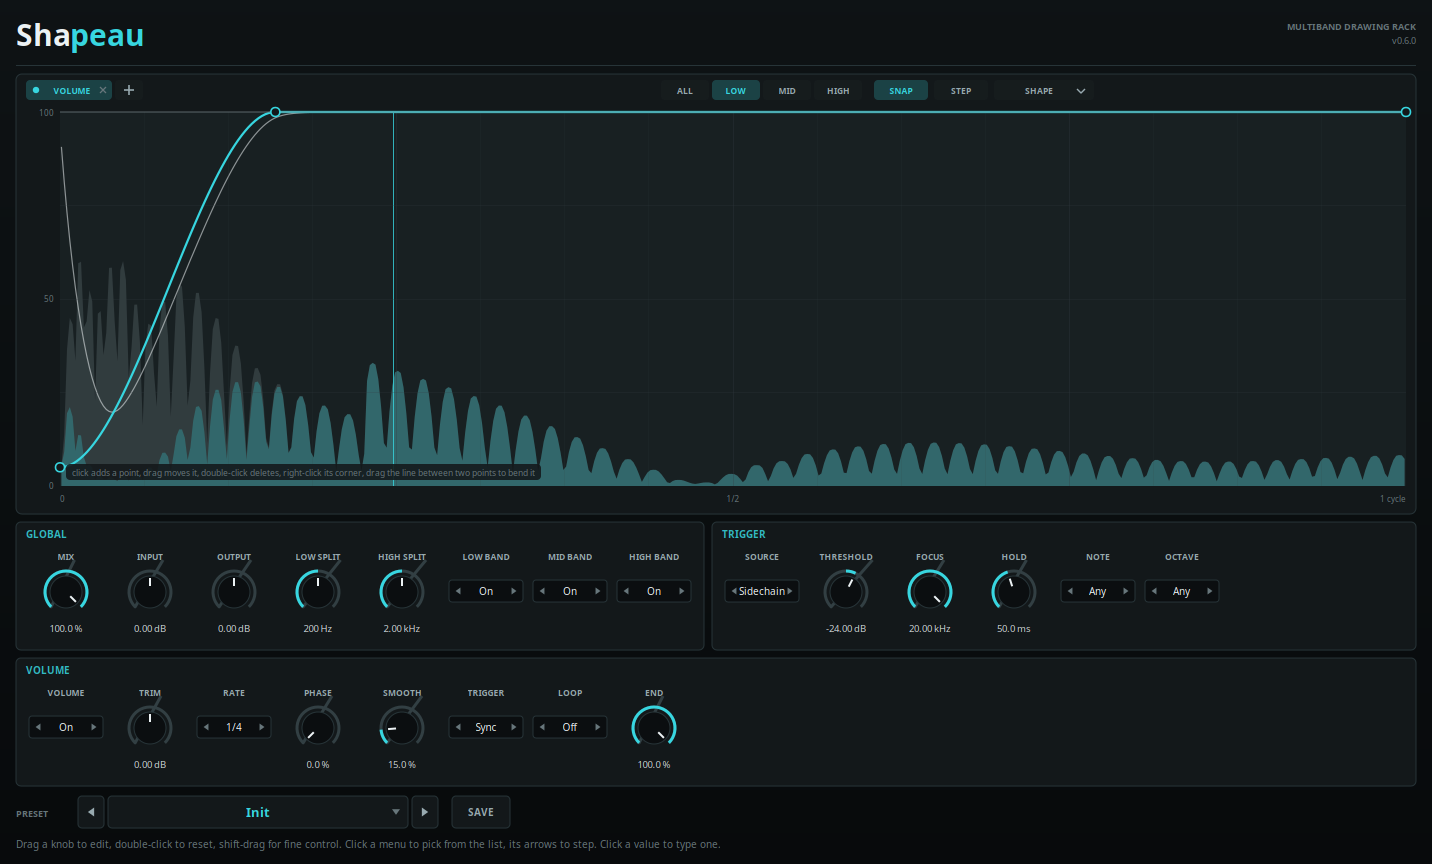 Shapeau
MULTIBAND DRAWING RACK
v0.6.0
VOLUME
ALL LOW MID HIGH SNAP STEP SHAPE
100
50
0
click adds a point, drag moves it, double-click deletes, right-click its corner, drag the line between two points to bend it
0 1/2 1 cycle
GLOBAL
MIX INPUT OUTPUT LOW SPLIT HIGH SPLIT LOW BAND MID BAND HIGH BAND
On On On
100.0 % 0.00 dB 0.00 dB 200 Hz 2.00 kHz
TRIGGER
SOURCE THRESHOLD FOCUS HOLD NOTE OCTAVE
Sidechain Any Any
-24.00 dB 20.00 kHz 50.0 ms
VOLUME
VOLUME TRIM RATE PHASE SMOOTH TRIGGER LOOP END
On 1/4 Sync Off
0.00 dB 0.0 % 15.0 % 100.0 %
PRESET Init SAVE
Drag a knob to edit, double-click to reset, shift-drag for fine control. Click a menu to pick from the list, its arrows to step. Click a value to type one.